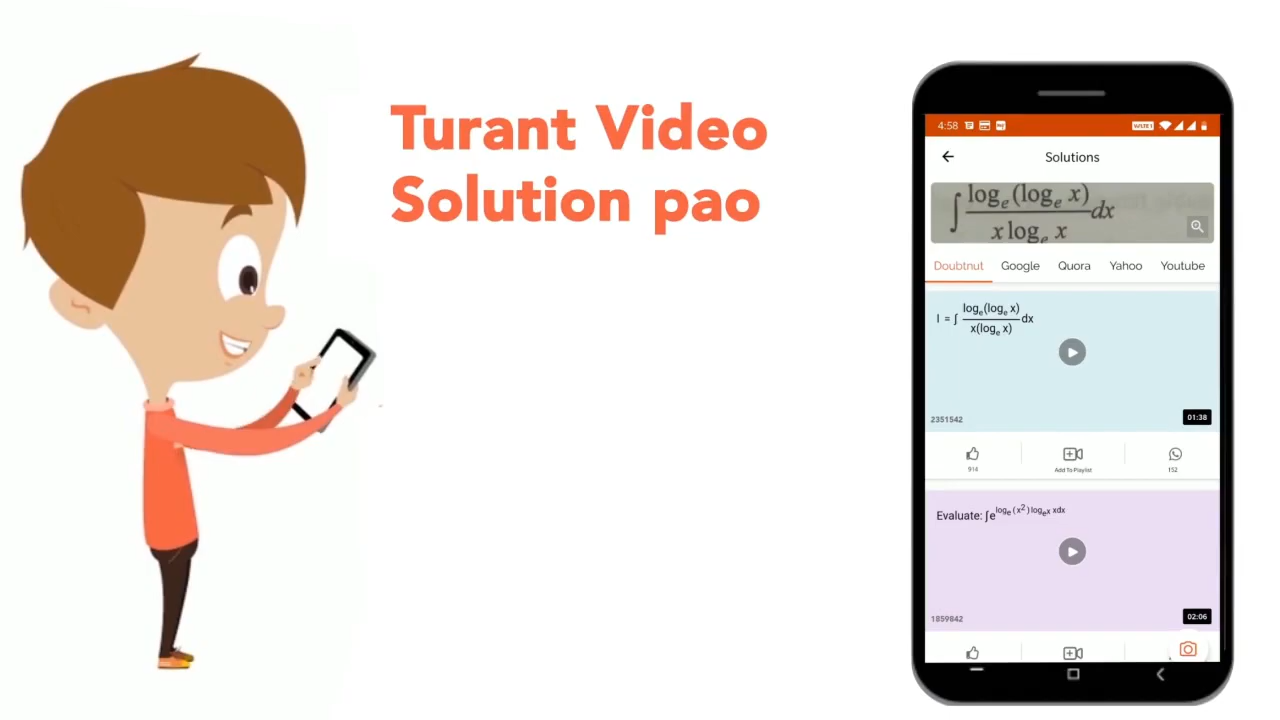 Turant Video
Solution pao
4:58
VoLTE1
Solutions
∫ logₑ(logₑ x) / x logₑ x dx
Doubtnut Google Quora Yahoo Youtube
I = ∫ logₑ(logₑ x) / x(logₑ x) dx
2351542 01:38
914 Add To Playlist 152
Evaluate: ∫e^logₑ(x²)logₑx xdx
1859842 02:06